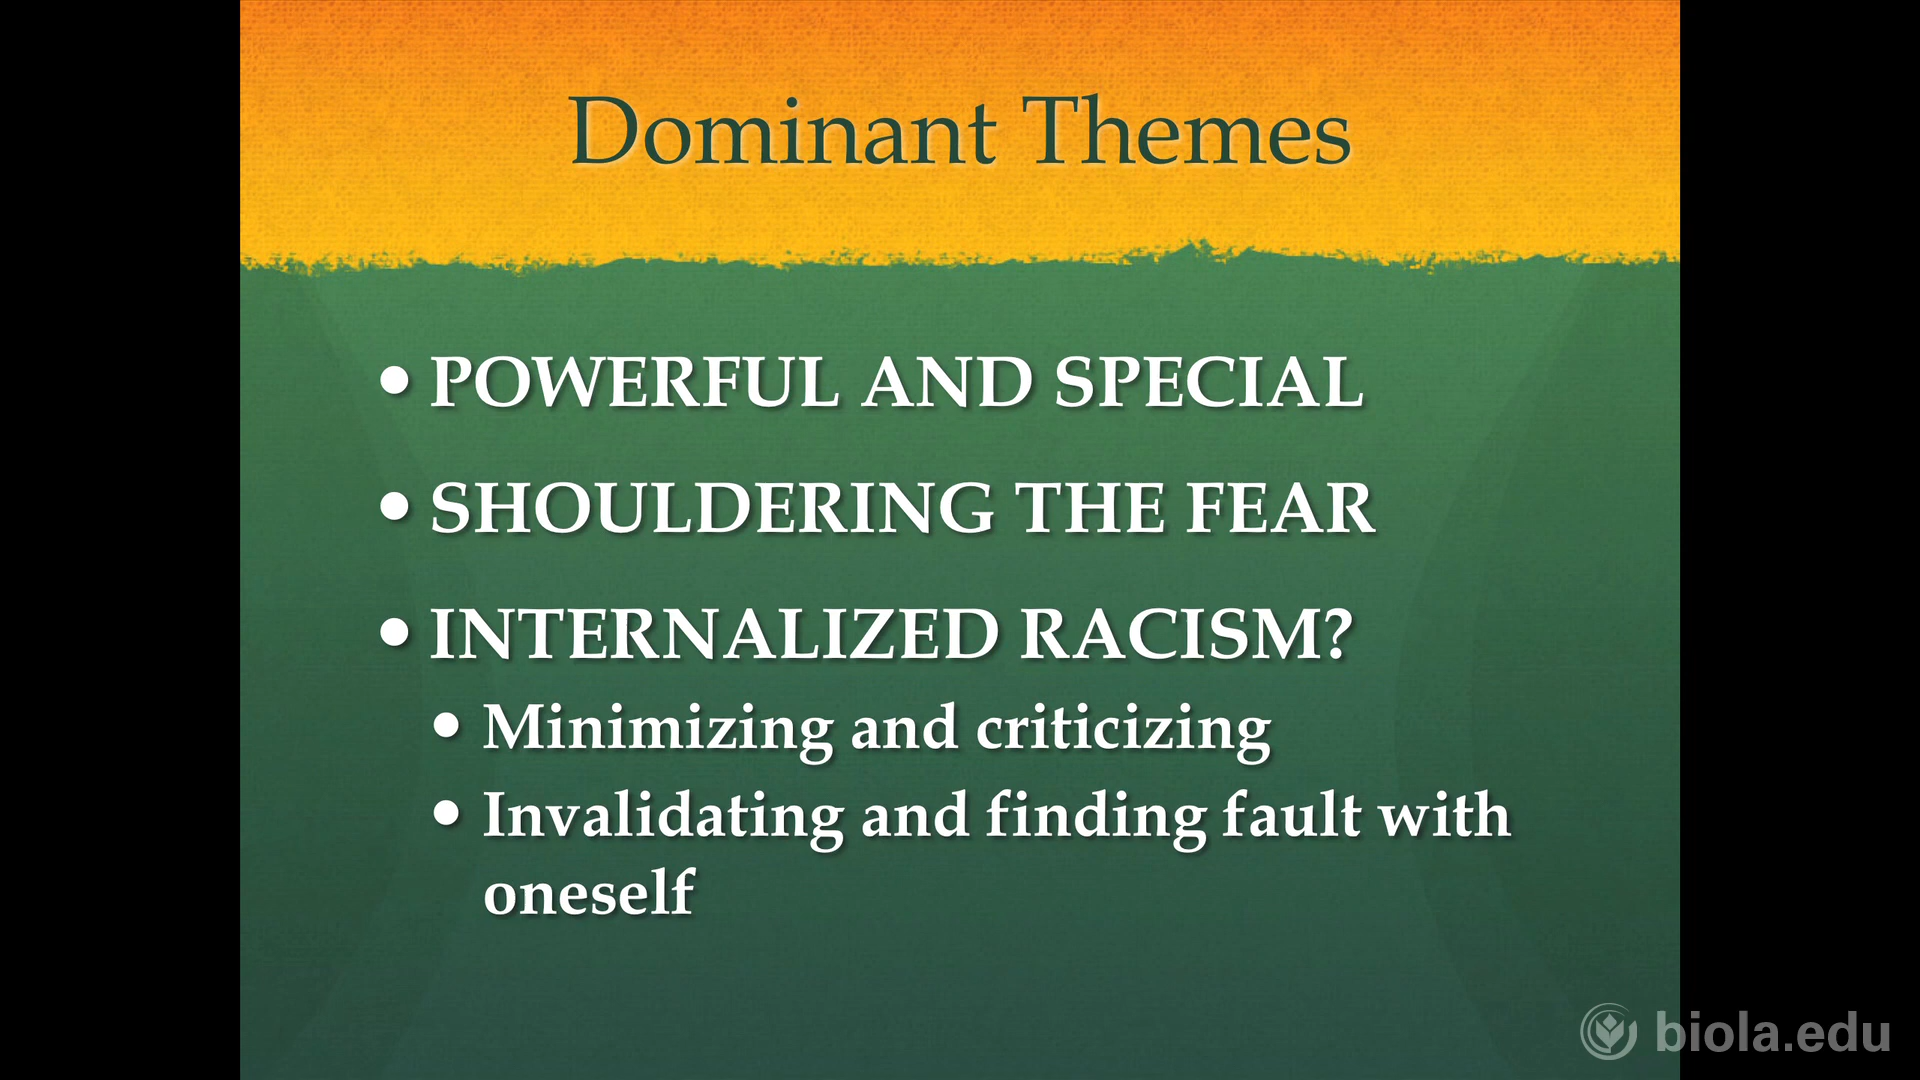 Dominant Themes
• POWERFUL AND SPECIAL
• SHOULDERING THE FEAR
• INTERNALIZED RACISM?
• Minimizing and criticizing
• Invalidating and finding fault with
oneself
biola.edu